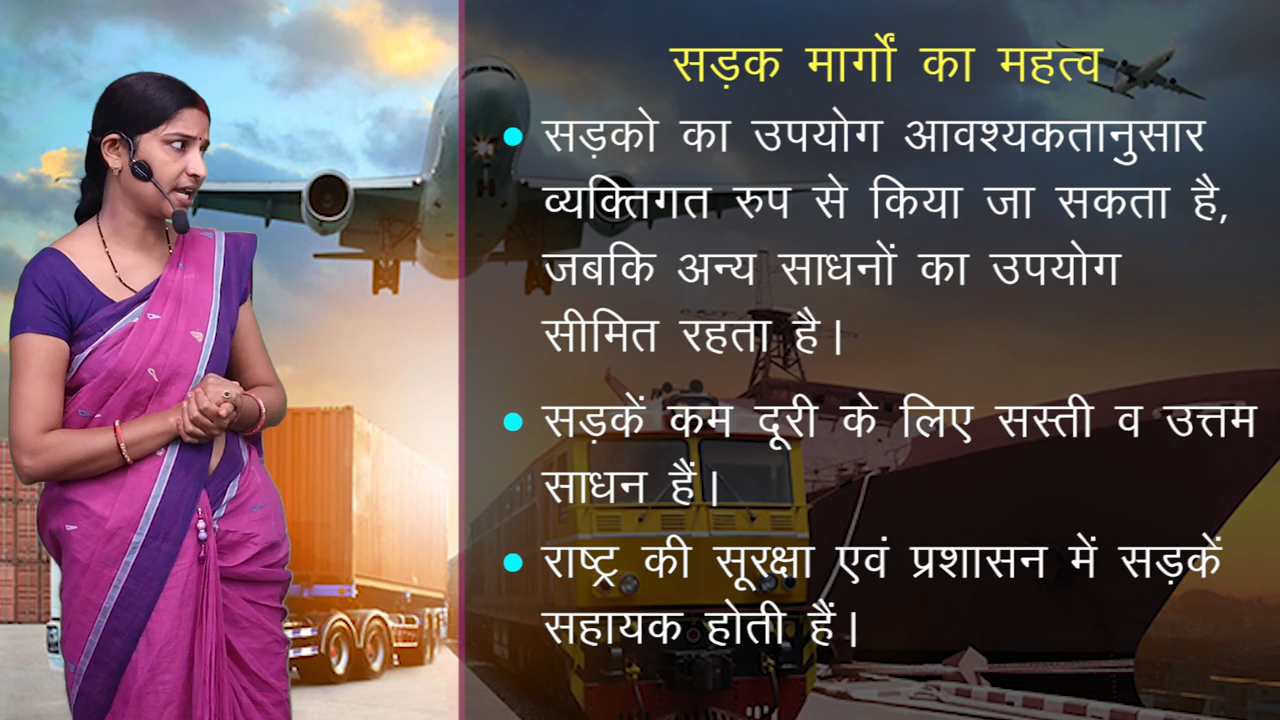 सड़क मार्गों का महत्व
सड़को का उपयोग आवश्यकतानुसार
व्यक्तिगत रुप से किया जा सकता है,
जबकि अन्य साधनों का उपयोग
सीमित रहता है।
सड़कें कम दूरी के लिए सस्ती व उत्तम
साधन हैं।
राष्ट्र की सूरक्षा एवं प्रशासन में सड़कें
सहायक होती हैं।